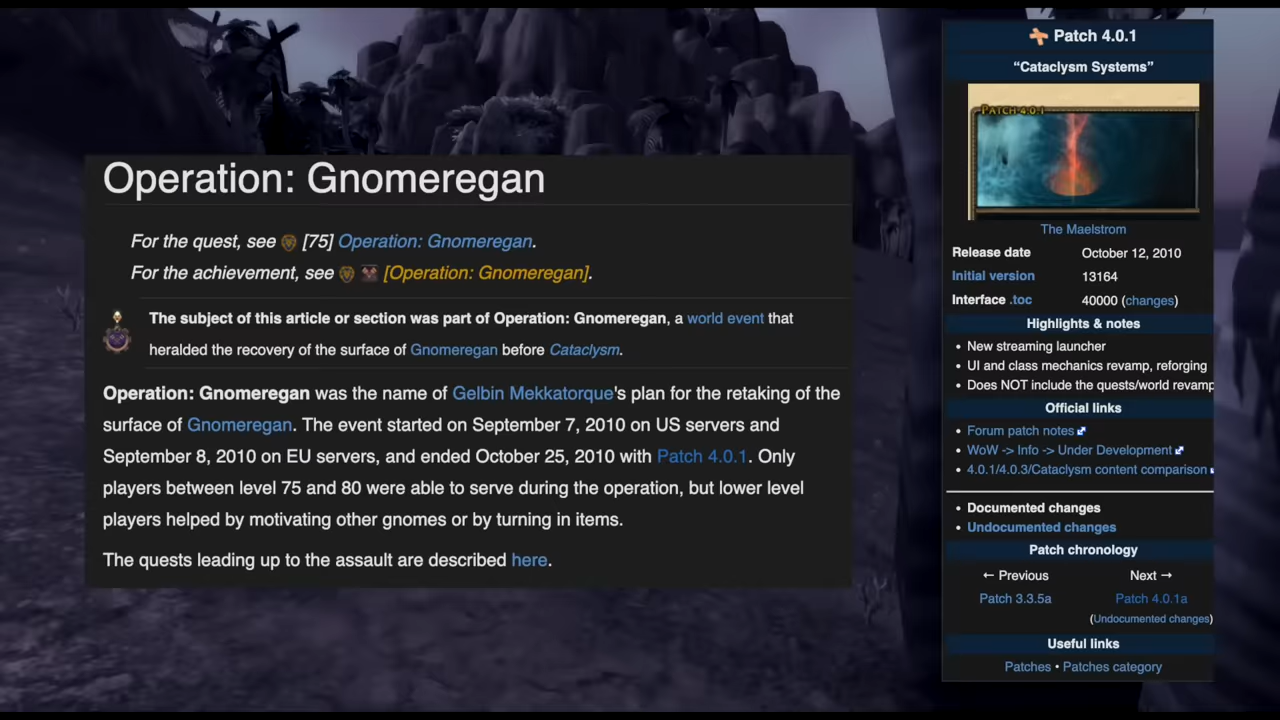 Operation: Gnomeregan
For the quest, see [75] Operation: Gnomeregan.
For the achievement, see [Operation: Gnomeregan].
The subject of this article or section was part of Operation: Gnomeregan, a world event that
heralded the recovery of the surface of Gnomeregan before Cataclysm.
Operation: Gnomeregan was the name of Gelbin Mekkatorque's plan for the retaking of the
surface of Gnomeregan. The event started on September 7, 2010 on US servers and
September 8, 2010 on EU servers, and ended October 25, 2010 with Patch 4.0.1. Only
players between level 75 and 80 were able to serve during the operation, but lower level
players helped by motivating other gnomes or by turning in items.
The quests leading up to the assault are described here.
Patch 4.0.1
“Cataclysm Systems”
PATCH 4.0.1
The Maelstrom
Release date October 12, 2010
Initial version 13164
Interface .toc 40000 (changes)
Highlights & notes
• New streaming launcher
• UI and class mechanics revamp, reforging
• Does NOT include the quests/world revamp
Official links
• Forum patch notes
• WoW -> Info -> Under Development
• 4.0.1/4.0.3/Cataclysm content comparison
• Documented changes
• Undocumented changes
Patch chronology
← Previous Next →
Patch 3.3.5a Patch 4.0.1a
(Undocumented changes)
Useful links
Patches • Patches category